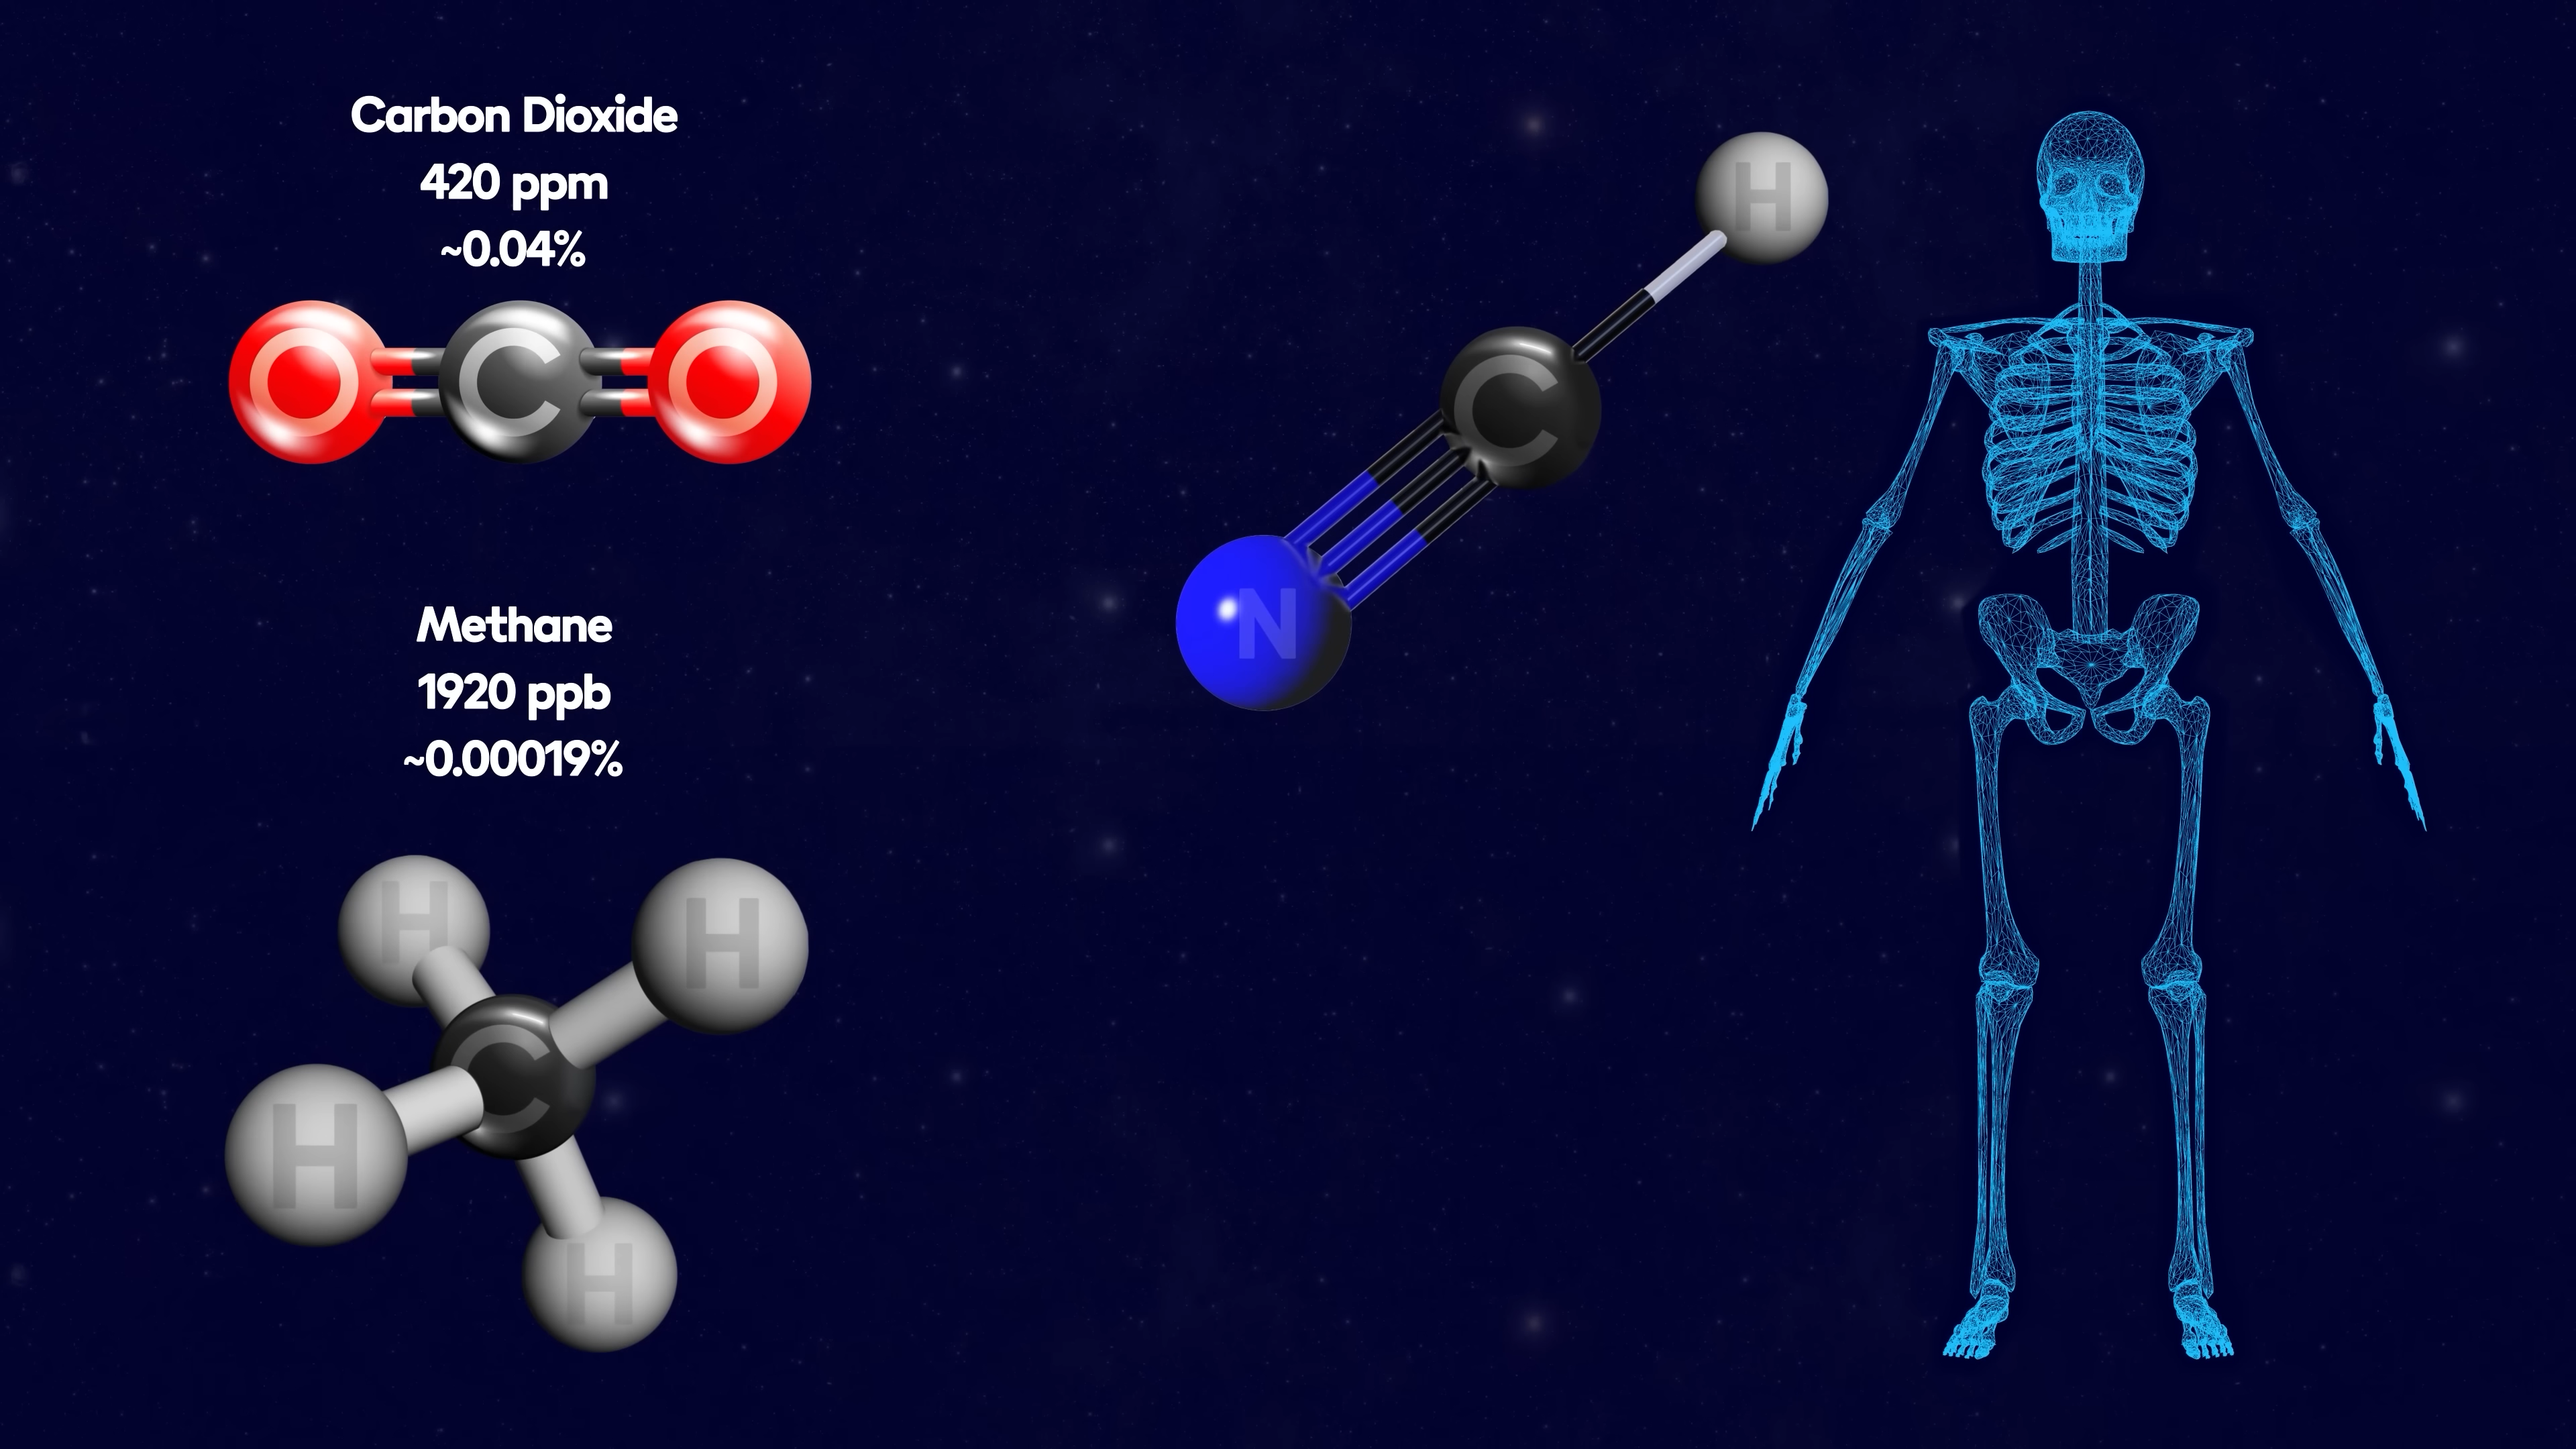 Carbon Dioxide
420 ppm
~0.04%
O C O
H
C
N
Methane
1920 ppb
~0.00019%
H H
C
H
H